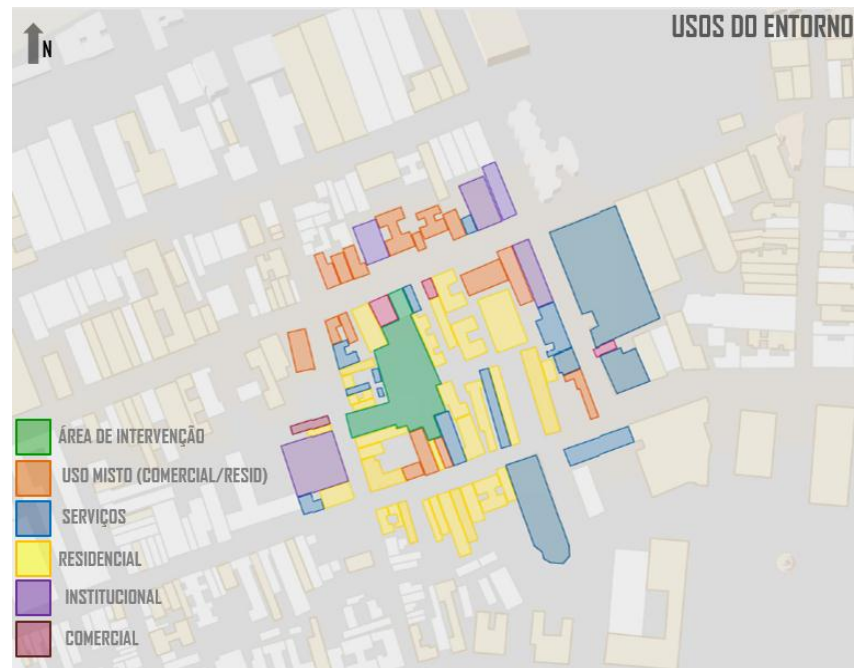 USOS DO ENTORNO
N
ÁREA DE INTERVENÇÃO
USO MISTO (COMERCIAL/RESID)
SERVIÇOS
RESIDENCIAL
INSTITUCIONAL
COMERCIAL